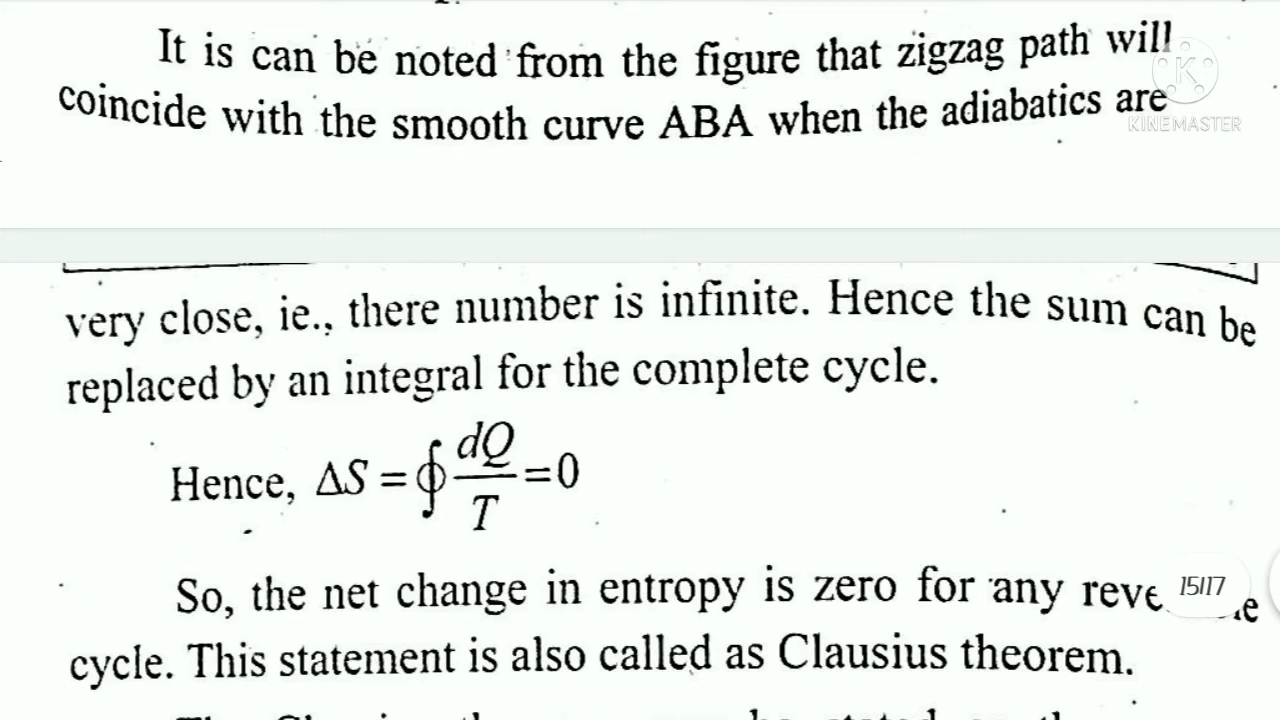 It is can be noted from the figure that zigzag path will
coincide with the smooth curve ABA when the adiabatics are
K
KINEMASTER
very close, ie., there number is infinite. Hence the sum can be
replaced by an integral for the complete cycle.
Hence, ΔS = ∮ dQ/T = 0
So, the net change in entropy is zero for any
15/17
cycle. This statement is also called as Clausius theorem.